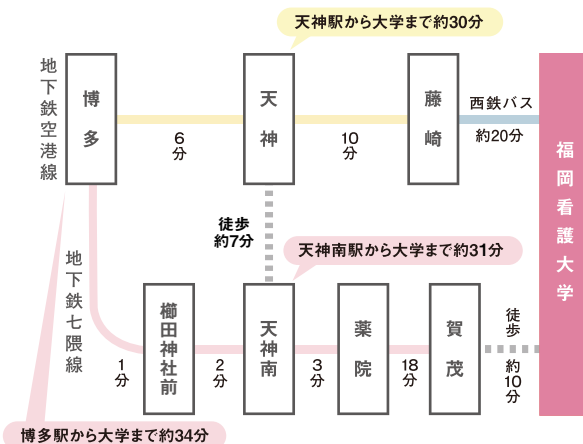 天神駅から大学まで約30分
地下鉄空港線
博多
6分
天神
10分
藤崎
西鉄バス
約20分
福岡看護大学
徒歩
約7分
天神南駅から大学まで約31分
地下鉄七隈線
1分
櫛田神社前
2分
天神南
3分
薬院
18分
賀茂
徒歩
約10分
博多駅から大学まで約34分